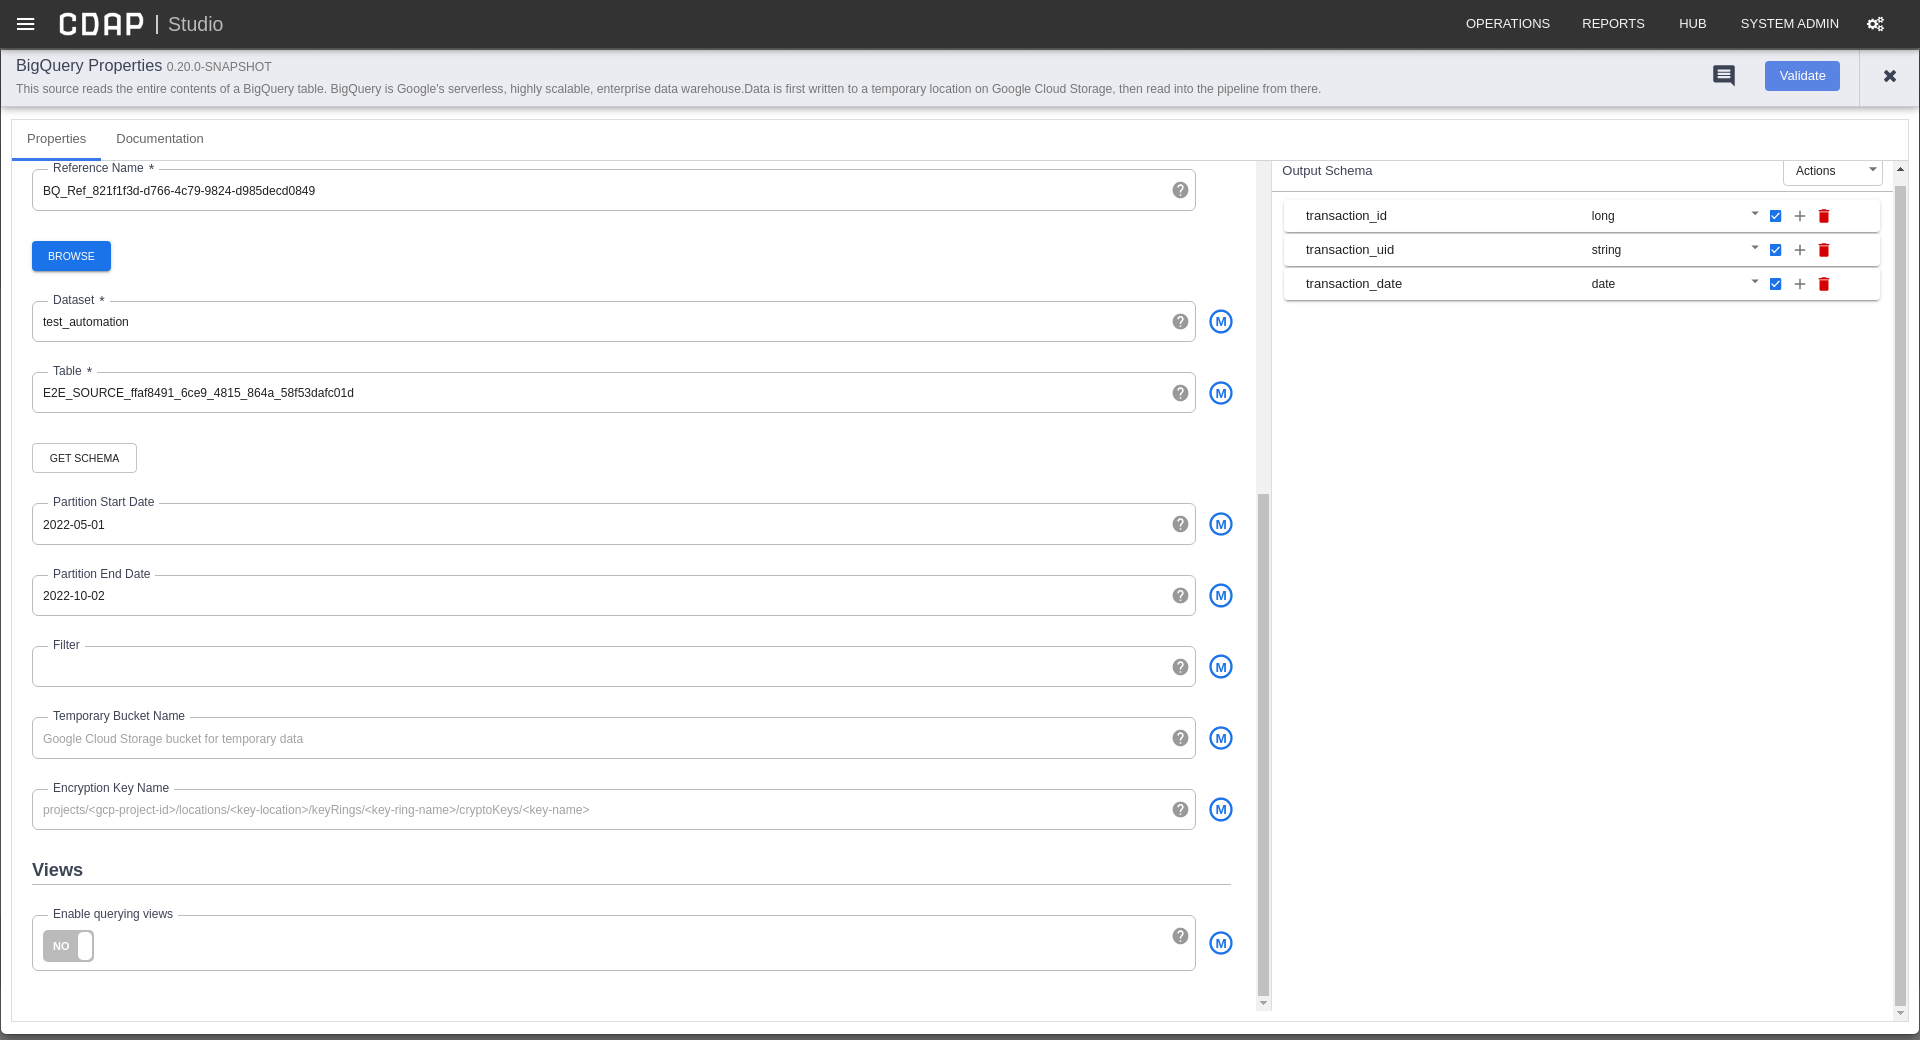 CDAP | Studio
OPERATIONS REPORTS HUB SYSTEM ADMIN
BigQuery Properties 0.20.0-SNAPSHOT
This source reads the entire contents of a BigQuery table. BigQuery is Google's serverless, highly scalable, enterprise data warehouse.Data is first written to a temporary location on Google Cloud Storage, then read into the pipeline from there.
Validate
Properties Documentation
Reference Name *
BQ_Ref_821f1f3d-d766-4c79-9824-d985decd0849
BROWSE
Dataset *
test_automation
M
Table *
E2E_SOURCE_ffaf8491_6ce9_4815_864a_58f53dafc01d
M
GET SCHEMA
Partition Start Date
2022-05-01
M
Partition End Date
2022-10-02
M
Filter
M
Temporary Bucket Name
Google Cloud Storage bucket for temporary data
M
Encryption Key Name
projects/<gcp-project-id>/locations/<key-location>/keyRings/<key-ring-name>/cryptoKeys/<key-name>
M
Views
Enable querying views
NO
M
Output Schema Actions
transaction_id long
transaction_uid string
transaction_date date